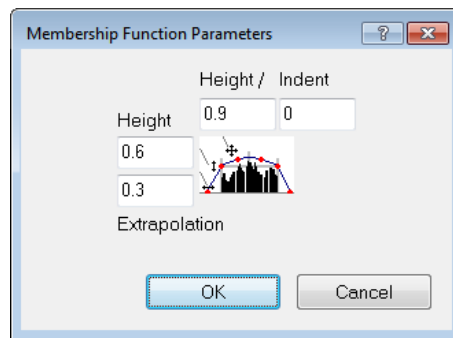 Membership Function Parameters
Height / Indent
Height 0.9 0
0.6
0.3
Extrapolation
OK Cancel